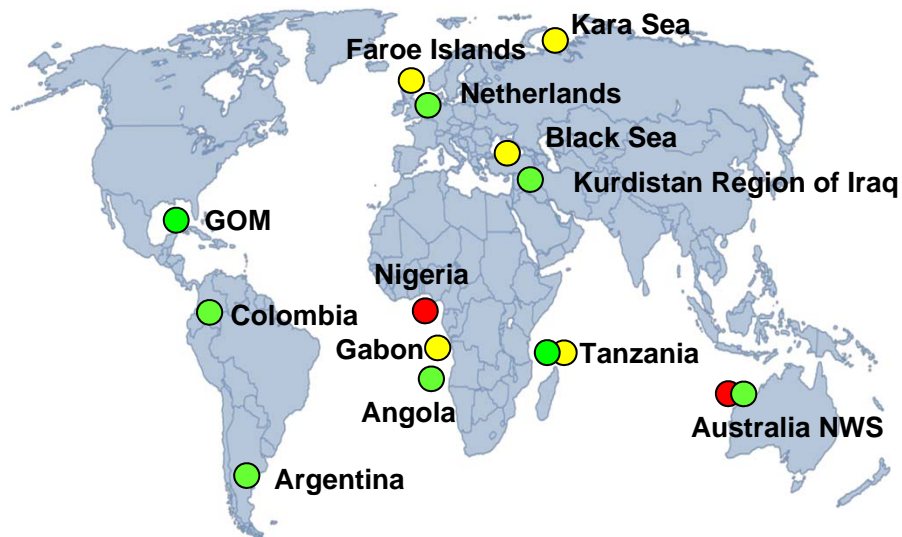 Kara Sea
Faroe Islands
Netherlands
Black Sea
Kurdistan Region of Iraq
GOM
Nigeria
Colombia
Gabon
Tanzania
Angola
Australia NWS
Argentina